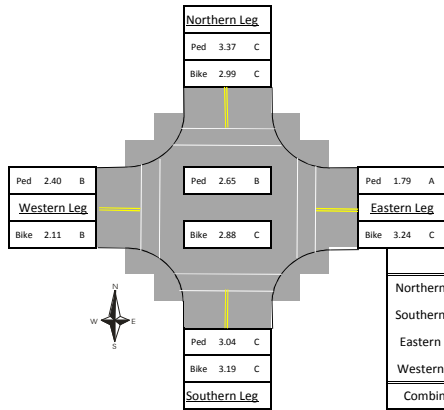 Northern Leg
Ped 3.37 C
Bike 2.99 C
Ped 2.40 B
Western Leg
Bike 2.11 B
Ped 2.65 B
Bike 2.88 C
Ped 1.79 A
Eastern Leg
Bike 3.24 C
N
W E
S
Ped 3.04 C
Bike 3.19 C
Southern Leg
Northern
Southern
Eastern
Western
Combin